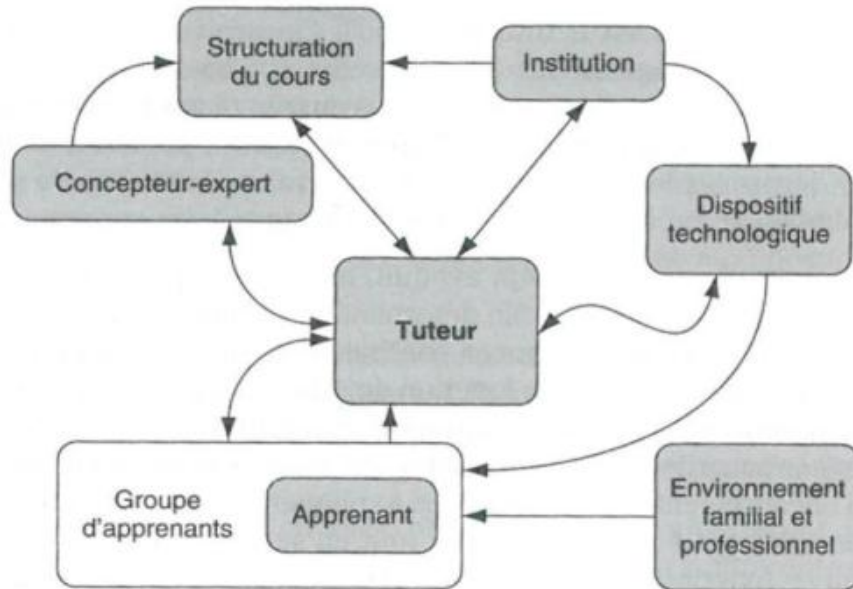 Structuration
du cours
Institution
Concepteur-expert
Dispositif
technologique
Tuteur
Groupe
d'apprenants
Apprenant
Environnement
familial et
professionnel